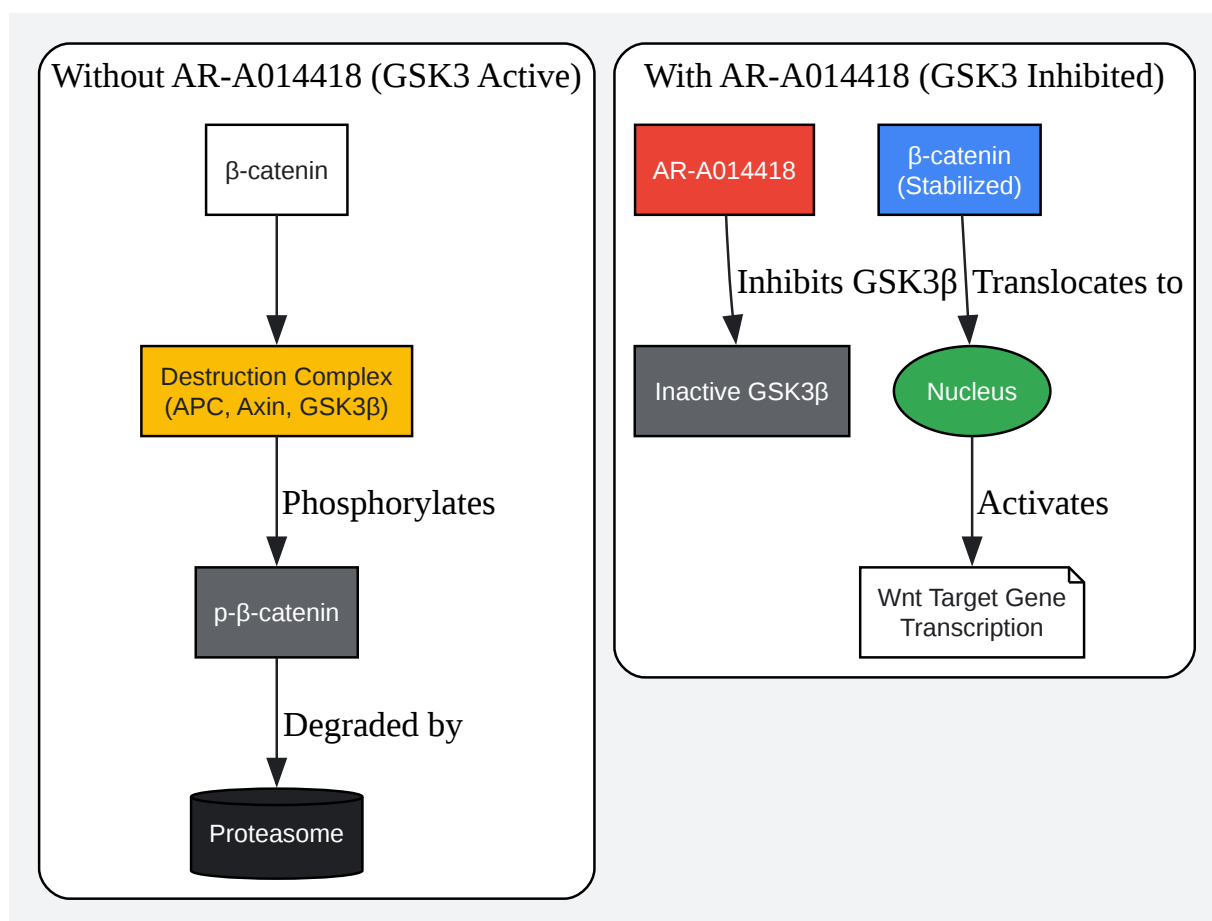 Without AR-A014418 (GSK3 Active)
β-catenin
Destruction Complex
(APC, Axin, GSK3β)
Phosphorylates
p-β-catenin
Degraded by
Proteasome
With AR-A014418 (GSK3 Inhibited)
AR-A014418
β-catenin
(Stabilized)
Inhibits GSK3β
Translocates to
Inactive GSK3β
Nucleus
Activates
Wnt Target Gene
Transcription